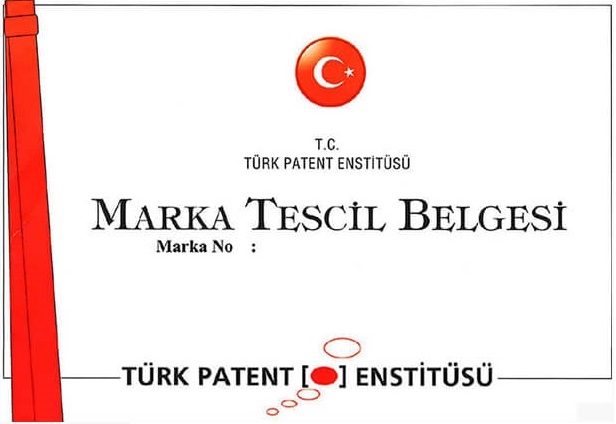 T.C.
TÜRK PATENT ENSTİTÜSÜ
MARKA TESCİL BELGESİ
Marka No :
TÜRK PATENT [ ] ENSTİTÜSÜ